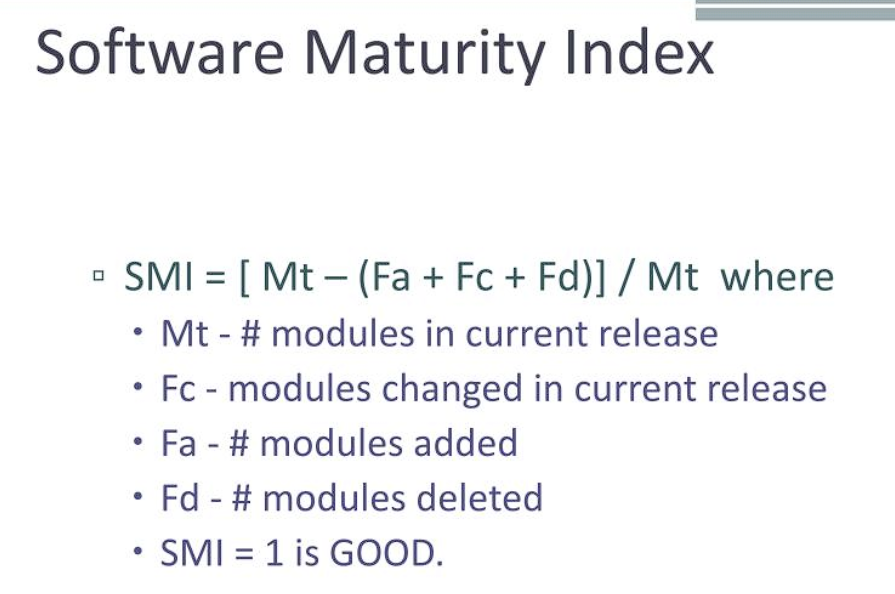 Software Maturity Index
▫ SMI = [ Mt – (Fa + Fc + Fd)] / Mt where
• Mt - # modules in current release
• Fc - modules changed in current release
• Fa - # modules added
• Fd - # modules deleted
• SMI = 1 is GOOD.